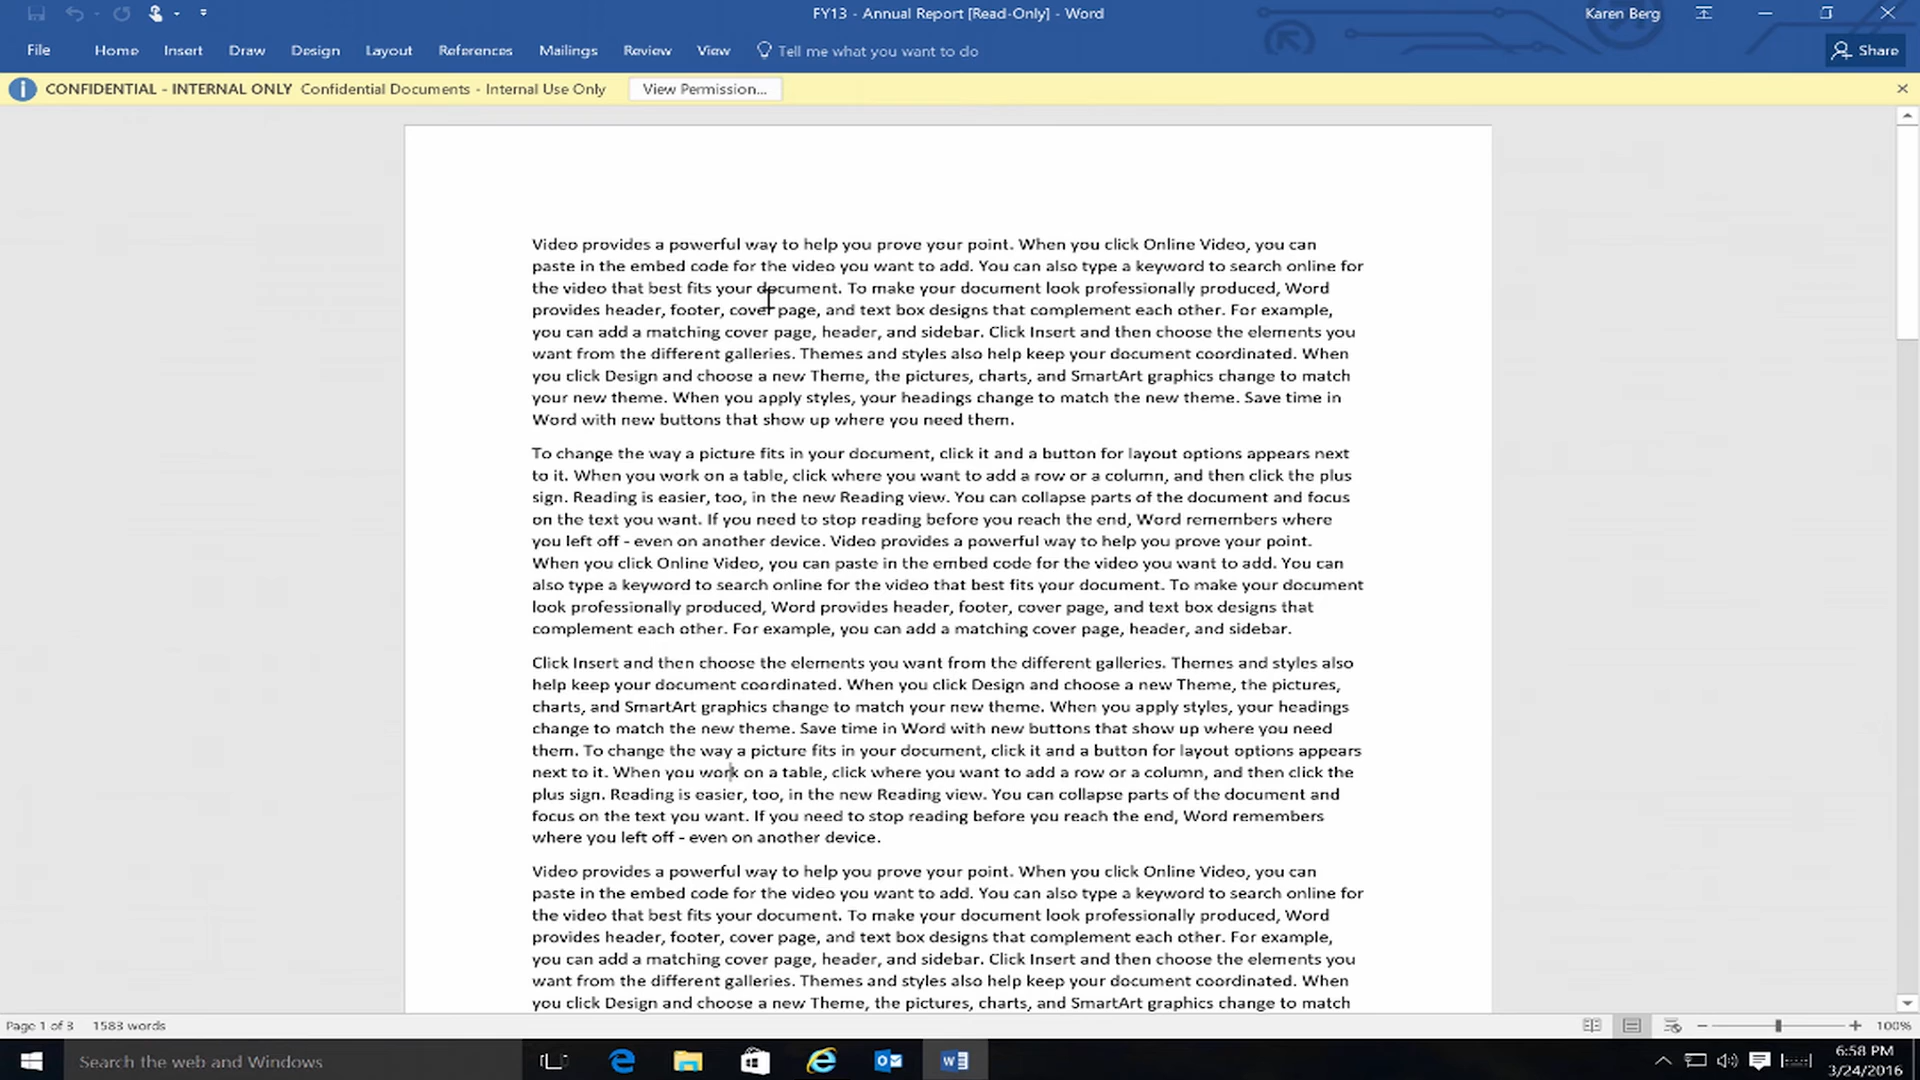 FY13 - Annual Report [Read-Only] - Word
Karen Berg
File Home Insert Draw Design Layout References Mailings Review View Tell me what you want to do Share
CONFIDENTIAL - INTERNAL ONLY Confidential Documents - Internal Use Only View Permission...
Video provides a powerful way to help you prove your point. When you click Online Video, you can
paste in the embed code for the video you want to add. You can also type a keyword to search online for
the video that best fits your document. To make your document look professionally produced, Word
provides header, footer, cover page, and text box designs that complement each other. For example,
you can add a matching cover page, header, and sidebar. Click Insert and then choose the elements you
want from the different galleries. Themes and styles also help keep your document coordinated. When
you click Design and choose a new Theme, the pictures, charts, and SmartArt graphics change to match
your new theme. When you apply styles, your headings change to match the new theme. Save time in
Word with new buttons that show up where you need them.
To change the way a picture fits in your document, click it and a button for layout options appears next
to it. When you work on a table, click where you want to add a row or a column, and then click the plus
sign. Reading is easier, too, in the new Reading view. You can collapse parts of the document and focus
on the text you want. If you need to stop reading before you reach the end, Word remembers where
you left off - even on another device. Video provides a powerful way to help you prove your point.
When you click Online Video, you can paste in the embed code for the video you want to add. You can
also type a keyword to search online for the video that best fits your document. To make your document
look professionally produced, Word provides header, footer, cover page, and text box designs that
complement each other. For example, you can add a matching cover page, header, and sidebar.
Click Insert and then choose the elements you want from the different galleries. Themes and styles also
help keep your document coordinated. When you click Design and choose a new Theme, the pictures,
charts, and SmartArt graphics change to match your new theme. When you apply styles, your headings
change to match the new theme. Save time in Word with new buttons that show up where you need
them. To change the way a picture fits in your document, click it and a button for layout options appears
next to it. When you work on a table, click where you want to add a row or a column, and then click the
plus sign. Reading is easier, too, in the new Reading view. You can collapse parts of the document and
focus on the text you want. If you need to stop reading before you reach the end, Word remembers
where you left off - even on another device.
Video provides a powerful way to help you prove your point. When you click Online Video, you can
paste in the embed code for the video you want to add. You can also type a keyword to search online for
the video that best fits your document. To make your document look professionally produced, Word
provides header, footer, cover page, and text box designs that complement each other. For example,
you can add a matching cover page, header, and sidebar. Click Insert and then choose the elements you
want from the different galleries. Themes and styles also help keep your document coordinated. When
you click Design and choose a new Theme, the pictures, charts, and SmartArt graphics change to match
Page 1 of 3 1583 words 100%
Search the web and Windows
6:58 PM
3/24/2016